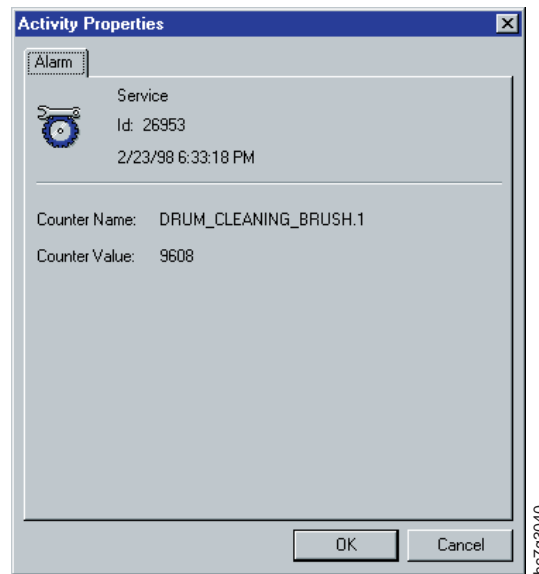 Activity Properties
Alarm
Service
Id: 26953
2/23/98 6:33:18 PM
Counter Name: DRUM_CLEANING_BRUSH.1
Counter Value: 9608
OK Cancel